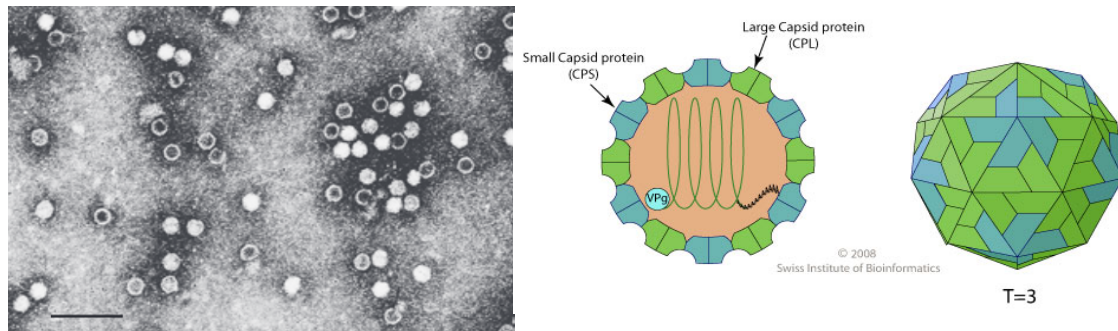 Large Capsid protein
(CPL)
Small Capsid protein
(CPS)
VPg
© 2008
Swiss Institute of Bioinformatics
T=3